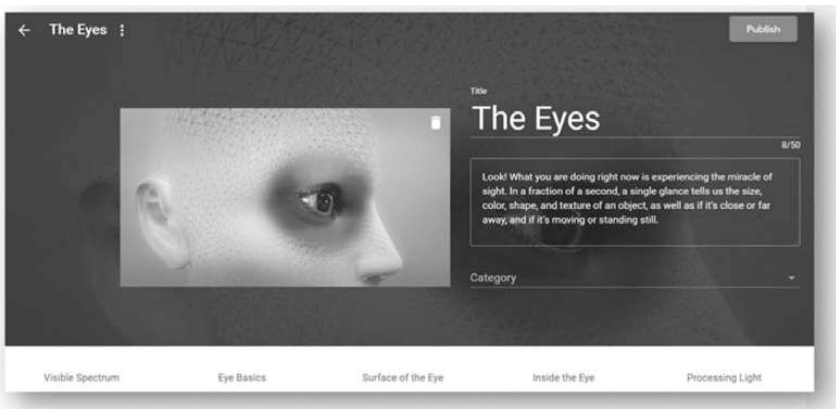 The Eyes
Publish
Title
The Eyes
8/50
Look! What you are doing right now is experiencing the miracle of
sight. In a fraction of a second, a single glance tells us the size,
color, shape, and texture of an object, as well as if it's close or far
away, and if it's moving or standing still.
Category
Visible Spectrum
Eye Basics
Surface of the Eye
Inside the Eye
Processing Light